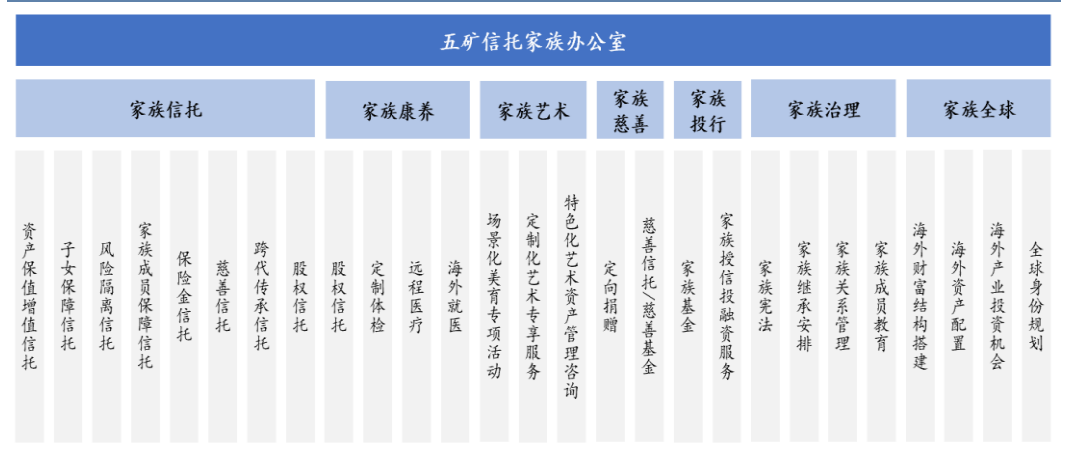 五矿信托家族办公室
家族信托
家族康养
家族艺术
家族
慈善
家族
投行
家族治理
家族全球
资产保值增值信托
子女保障信托
风险隔离信托
家族成员保障信托
保险金信托
慈善信托
跨代传承信托
股权信托
股权信托
定制体检
远程医疗
海外就医
场景化美育专项活动
定制化艺术专享服务
特色化艺术资产管理咨询
定向捐赠
慈善信托/慈善基金
家族基金
家族授信投融资服务
家族宪法
家族继承安排
家族关系管理
家族成员教育
海外财富结构搭建
海外资产配置
海外产业投资机会
全球身份规划